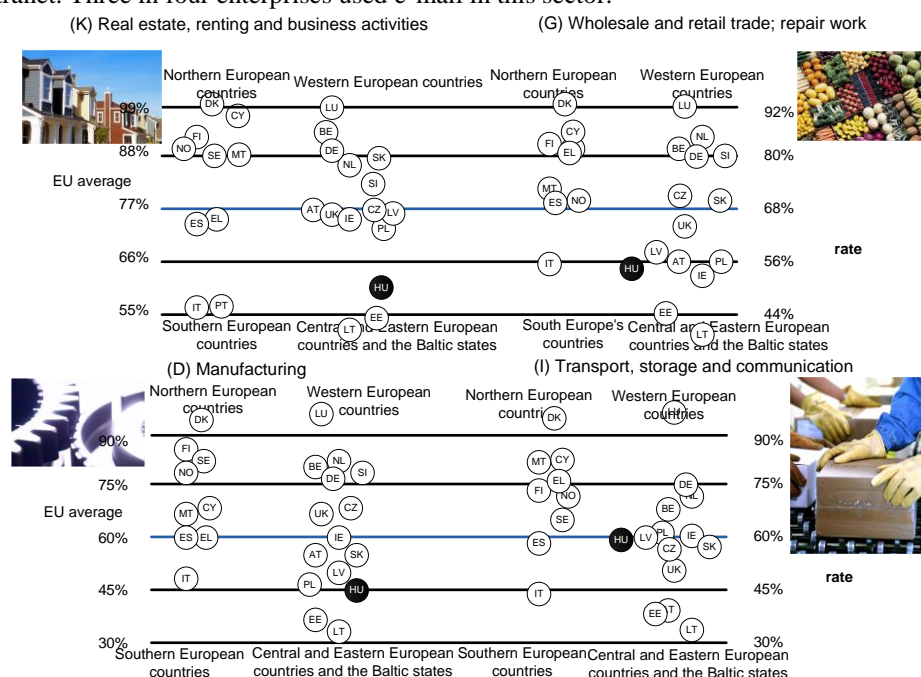 tranet. Three in four enterprises used e-mail in this sector.
(K) Real estate, renting and business activities
(G) Wholesale and retail trade; repair work
Northern European
countries
Western European countries
Northern European
countries
Western European
countries
99%
DK
CY
LU
DK
LU
92%
FI
NO
SE
MT
BE
DE
NL
SK
SI
FI
CY
EL
BE
NL
DE
SI
88%
80%
EU average
77%
AT
UK
IE
CZ
LV
PL
ES
EL
MT
ES
NO
CZ
SK
UK
68%
rate
66%
IT
HU
LV
AT
IE
PL
56%
HU
55%
IT
PT
EE
LT
EE
LT
44%
Southern European
countries
Central and Eastern European
countries and the Baltic states
South Europe's
countries
Central and Eastern European
countries and the Baltic states
(D) Manufacturing
(I) Transport, storage and communication
Northern European
countries
Western European
countries
Northern European
countries
Western European
countries
DK
LU
DK
90%
90%
FI
SE
NO
BE
NL
DE
SI
MT
CY
EL
FI
NO
SE
DE
NL
BE
75%
75%
EU average
MT
CY
UK
CZ
60%
ES
EL
IE
AT
SK
LV
ES
HU
LV
PL
IE
CZ
SK
UK
60%
rate
IT
PL
HU
IT
45%
45%
EE
LT
EE
LT
30%
30%
Southern European
countries
Central and Eastern European
countries and the Baltic states
Southern European
countries
Central and Eastern European
countries and the Baltic states